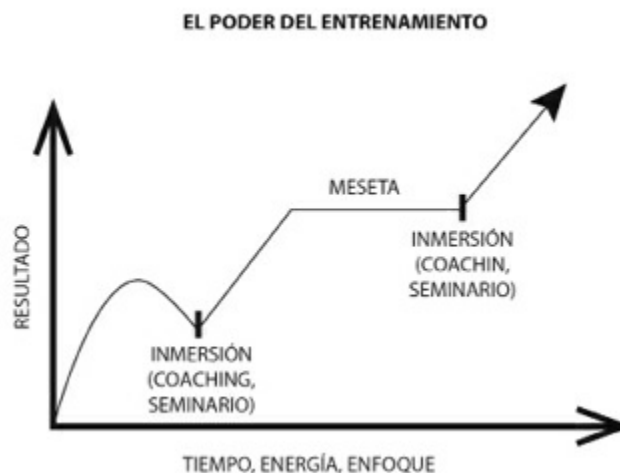 EL PODER DEL ENTRENAMIENTO
RESULTADO
MESETA
INMERSIÓN
(COACHIN,
SEMINARIO)
INMERSIÓN
(COACHING,
SEMINARIO)
TIEMPO, ENERGÍA, ENFOQUE